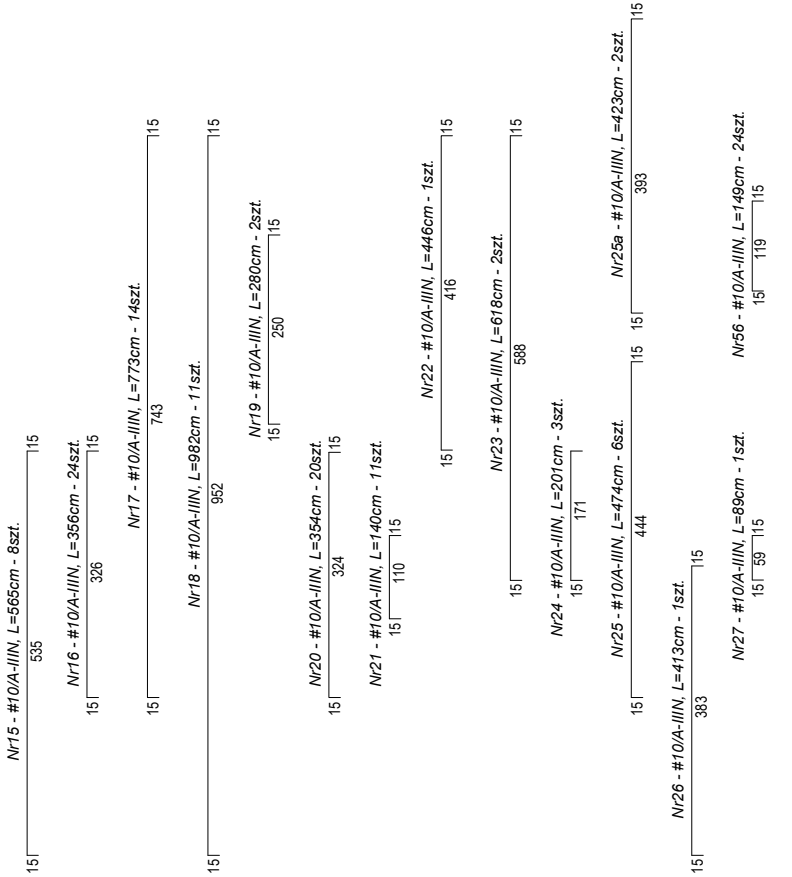 Nr15 - #10/A-IIIN, L=565cm - 8szt.
15 535 15
Nr16 - #10/A-IIIN, L=356cm - 24szt.
15 326 15
Nr17 - #10/A-IIIN, L=773cm - 14szt.
15 743 15
Nr18 - #10/A-IIIN, L=982cm - 11szt.
15 952 15
Nr19 - #10/A-IIIN, L=280cm - 2szt.
15 250 15
Nr20 - #10/A-IIIN, L=354cm - 20szt.
15 324 15
Nr21 - #10/A-IIIN, L=140cm - 11szt.
15 110 15
Nr22 - #10/A-IIIN, L=446cm - 1szt.
15 416 15
Nr23 - #10/A-IIIN, L=618cm - 2szt.
15 588 15
Nr24 - #10/A-IIIN, L=201cm - 3szt.
15 171 15
Nr25 - #10/A-IIIN, L=474cm - 6szt.
15 444 15
Nr25a - #10/A-IIIN, L=423cm - 2szt.
15 393 15
Nr26 - #10/A-IIIN, L=413cm - 1szt.
15 383 15
Nr27 - #10/A-IIIN, L=89cm - 1szt.
15 59 15
Nr56 - #10/A-IIIN, L=149cm - 24szt.
15 119 15